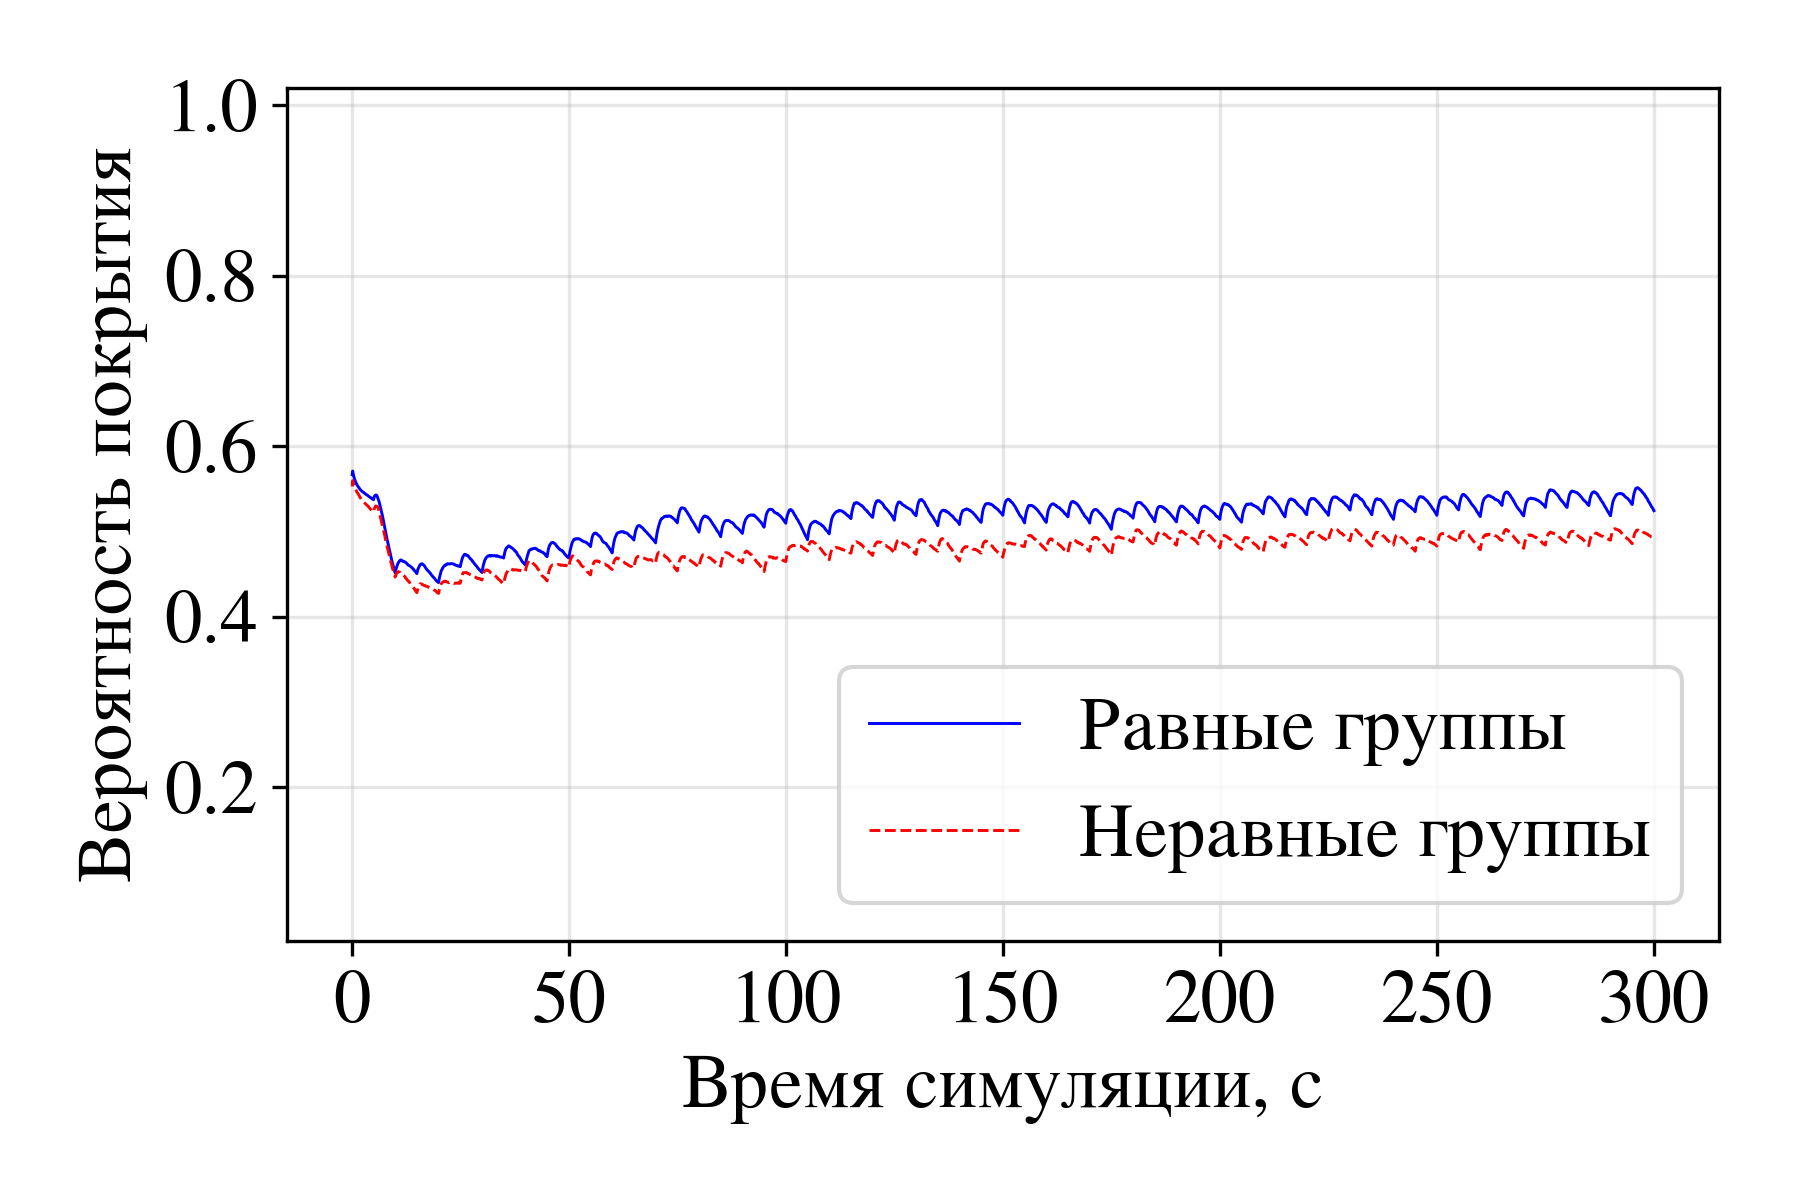 1.0
0.8
0.6
0.4
0.2
Вероятность покрытия
Равные группы
Неравные группы
0 50 100 150 200 250 300
Время симуляции, с